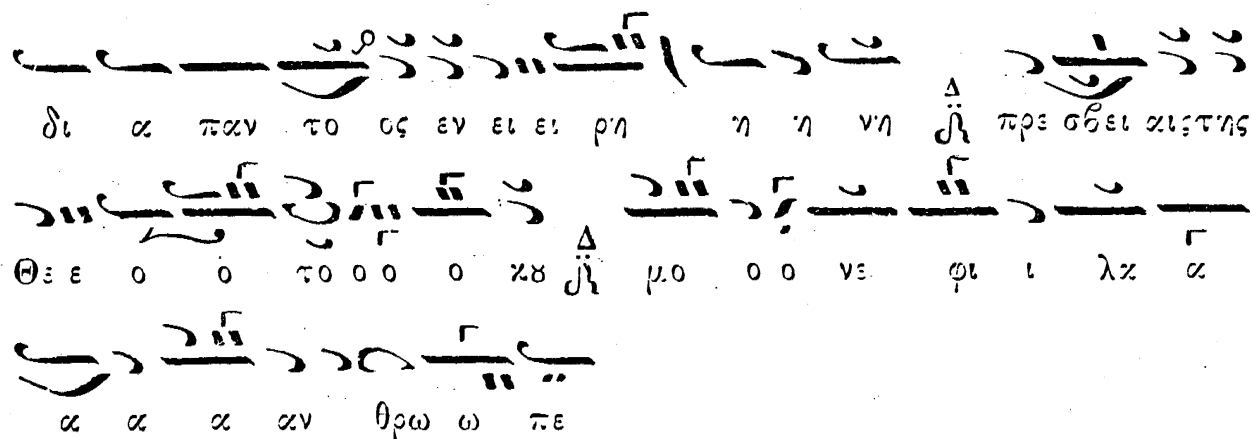 δι α παν το ος εν ει ει ρη η η νη Δ πρε σβει αις της
Θε ε ο ο το ο ο ο κȣ Δ μο ο ο νε φι ι λα α
α α α αν θρω ω πε